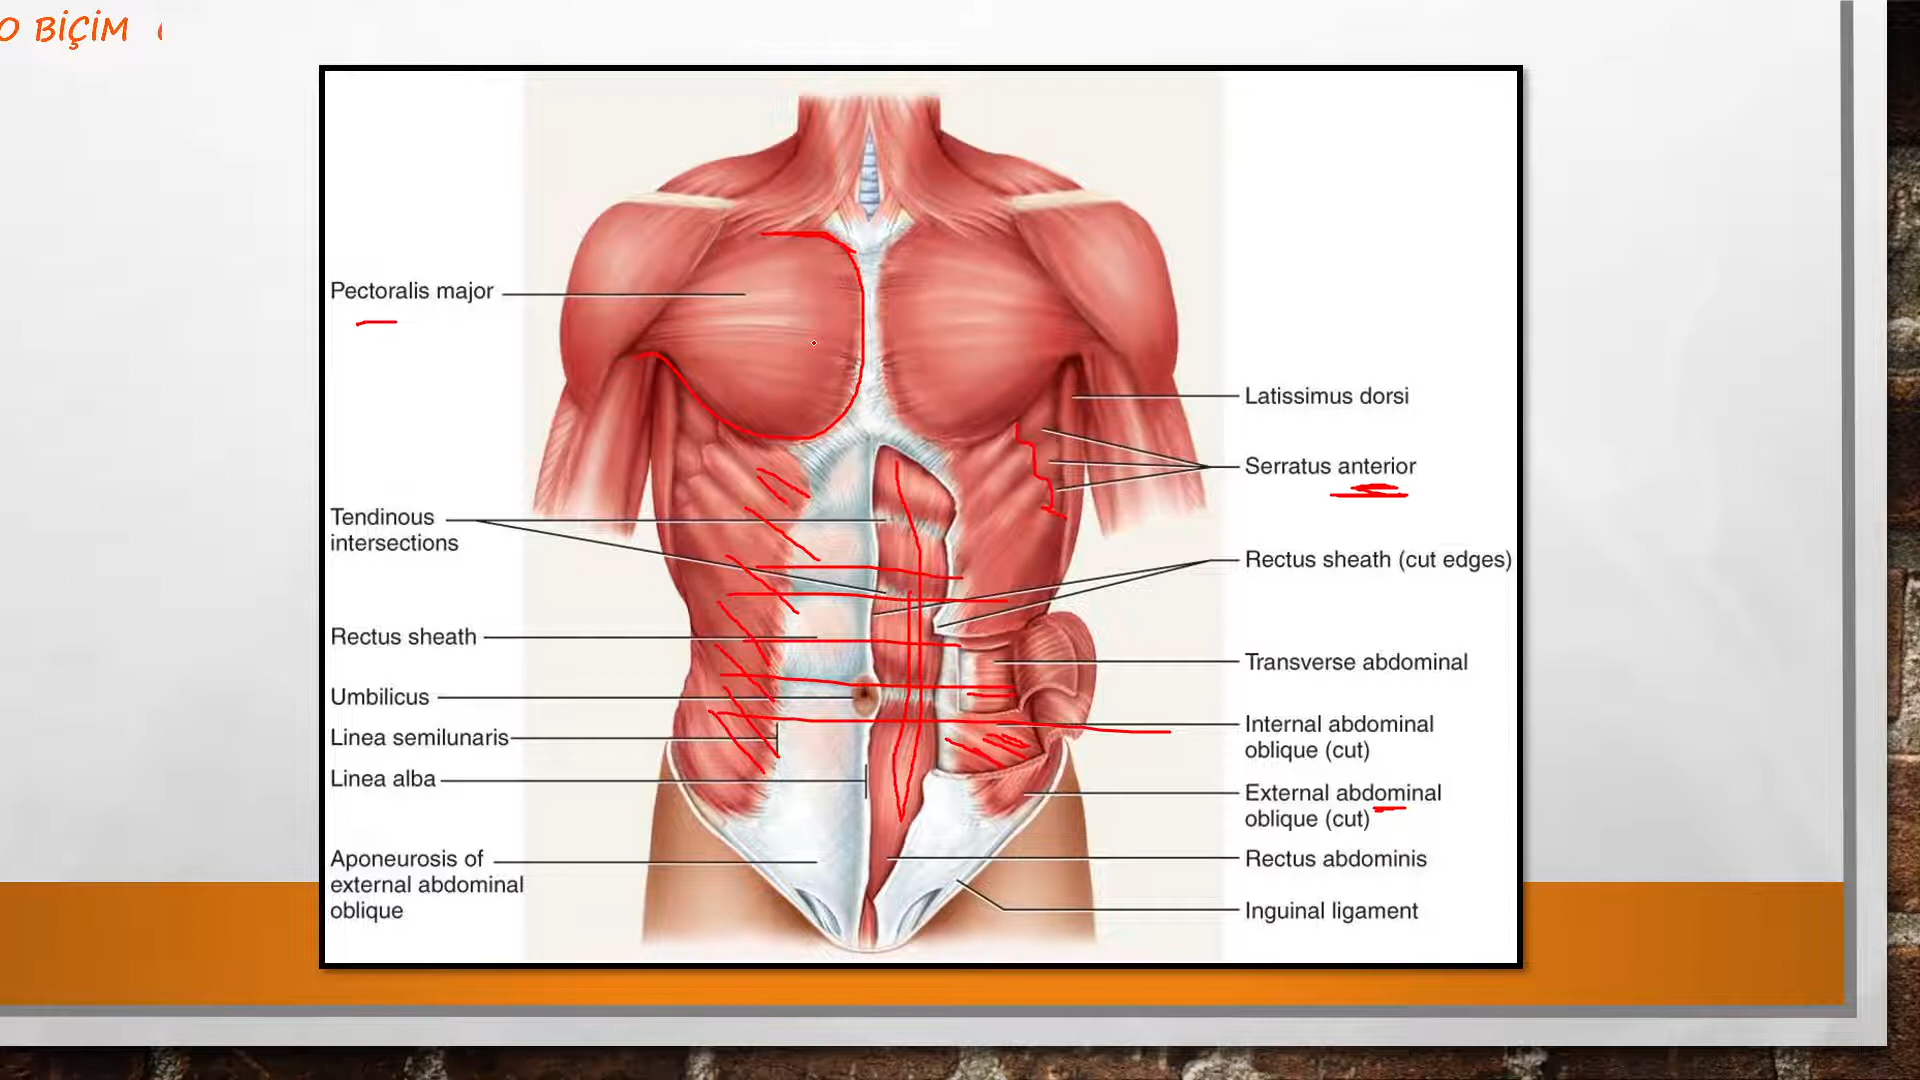 O BİÇİM
Pectoralis major
Tendinous
intersections
Rectus sheath
Umbilicus
Linea semilunaris
Linea alba
Aponeurosis of
external abdominal
oblique
Latissimus dorsi
Serratus anterior
Rectus sheath (cut edges)
Transverse abdominal
Internal abdominal
oblique (cut)
External abdominal
oblique (cut)
Rectus abdominis
Inguinal ligament